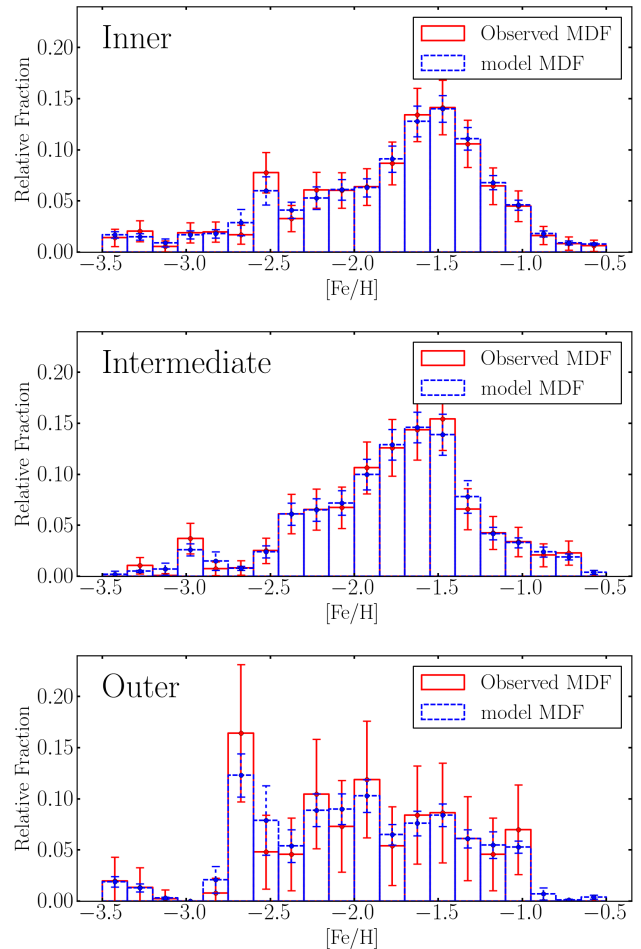 Inner
Observed MDF
model MDF
Relative Fraction
0.20
0.15
0.10
0.05
0.00
−3.5 −3.0 −2.5 −2.0 −1.5 −1.0 −0.5
[Fe/H]
Intermediate
Observed MDF
model MDF
Relative Fraction
0.20
0.15
0.10
0.05
0.00
−3.5 −3.0 −2.5 −2.0 −1.5 −1.0 −0.5
[Fe/H]
Outer
Observed MDF
model MDF
Relative Fraction
0.20
0.15
0.10
0.05
0.00
−3.5 −3.0 −2.5 −2.0 −1.5 −1.0 −0.5
[Fe/H]